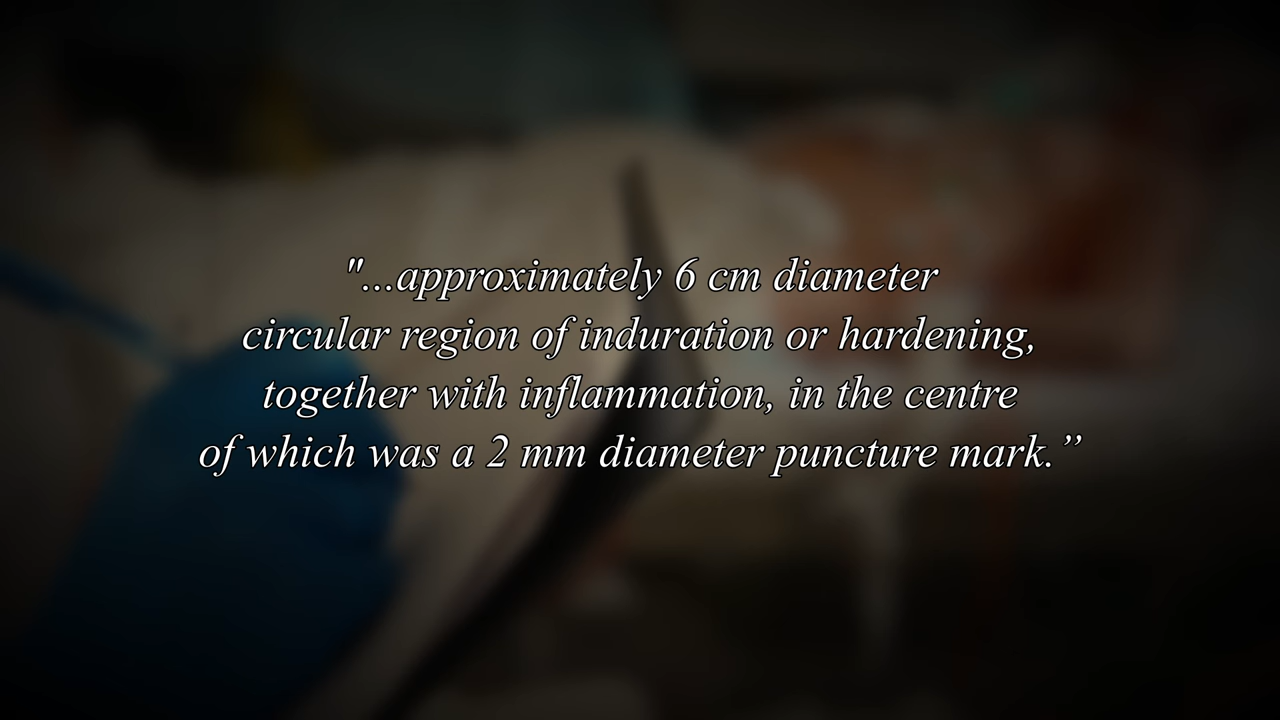 "...approximately 6 cm diameter
circular region of induration or hardening,
together with inflammation, in the centre
of which was a 2 mm diameter puncture mark.”